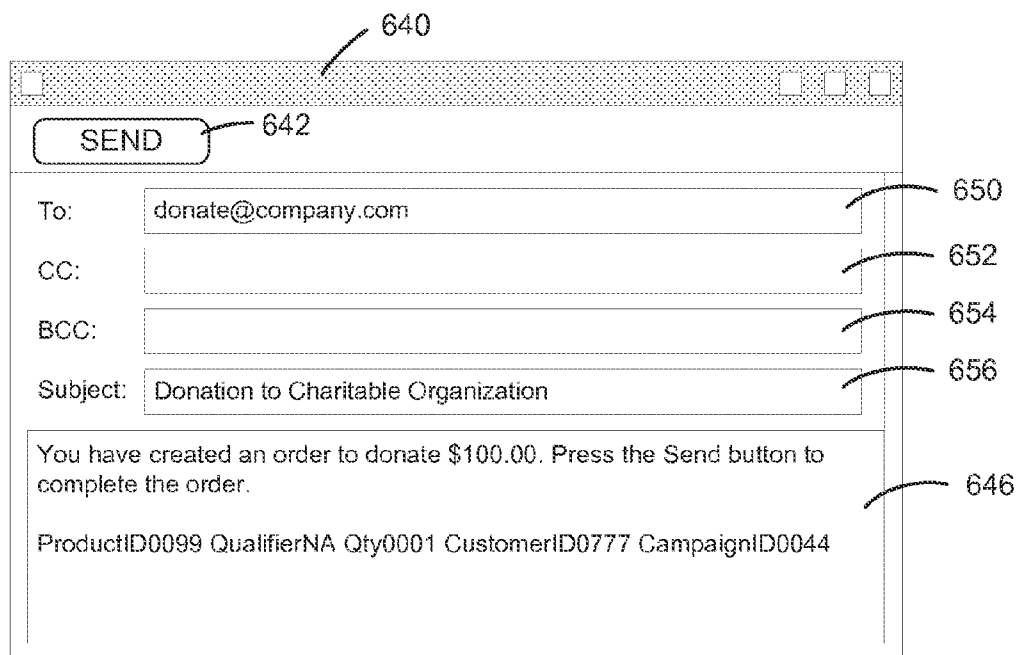 640
SEND
642
To: donate@company.com
650
CC:
652
BCC:
654
Subject: Donation to Charitable Organization
656
You have created an order to donate $100.00. Press the Send button to
complete the order.
646
ProductID0099 QualifierNA Qty0001 CustomerID0777 CampaignID0044